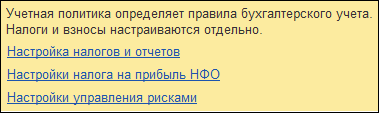 Учетная политика определяет правила бухгалтерского учета.
Налоги и взносы настраиваются отдельно.
Настройка налогов и отчетов
Настройки налога на прибыль НФО
Настройки управления рисками